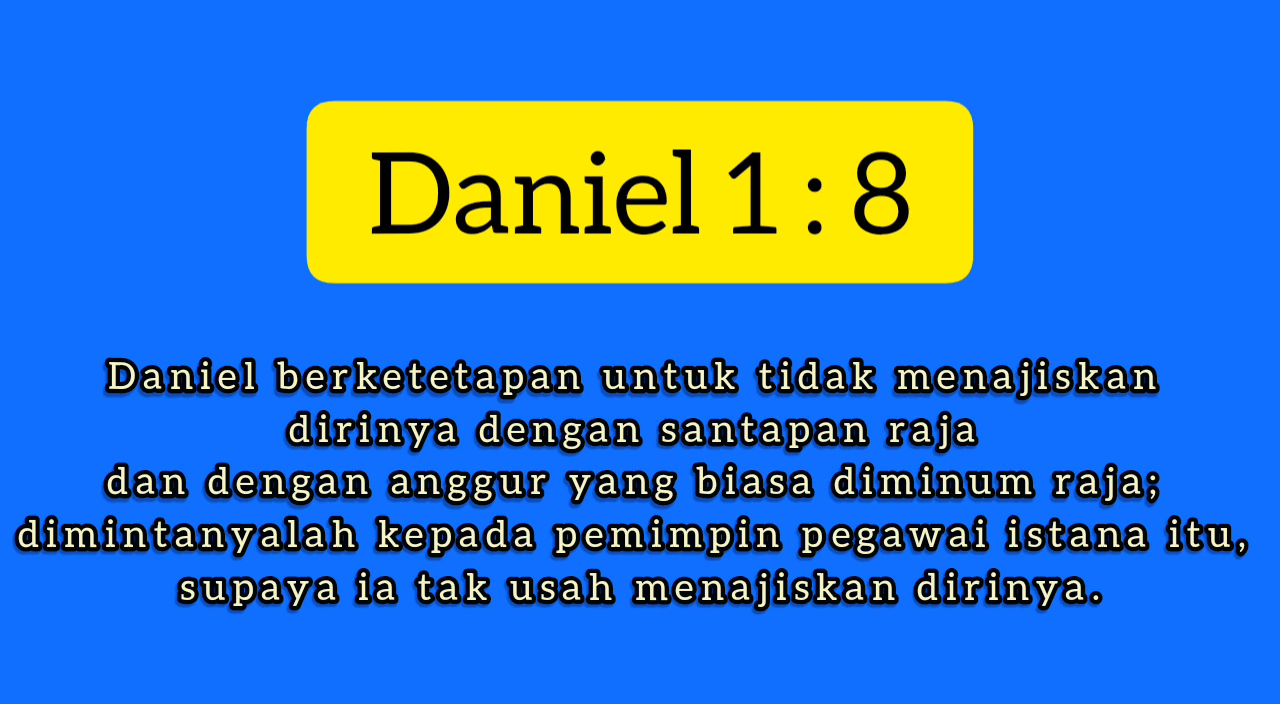 Daniel 1 : 8
Daniel berketetapan untuk tidak menajiskan
dirinya dengan santapan raja
dan dengan anggur yang biasa diminum raja;
dimintanyalah kepada pemimpin pegawai istana itu,
supaya ia tak usah menajiskan dirinya.